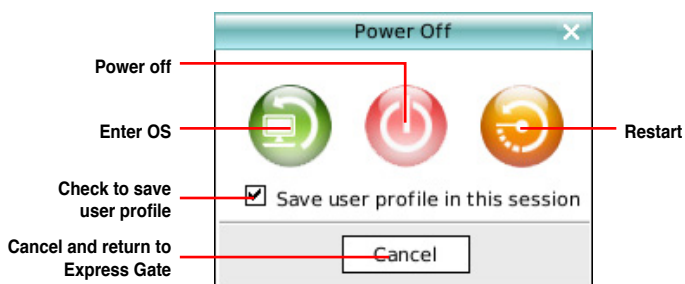 Power Off
Power off
Enter OS
Restart
Check to save
user profile
Save user profile in this session
Cancel and return to
Express Gate
Cancel